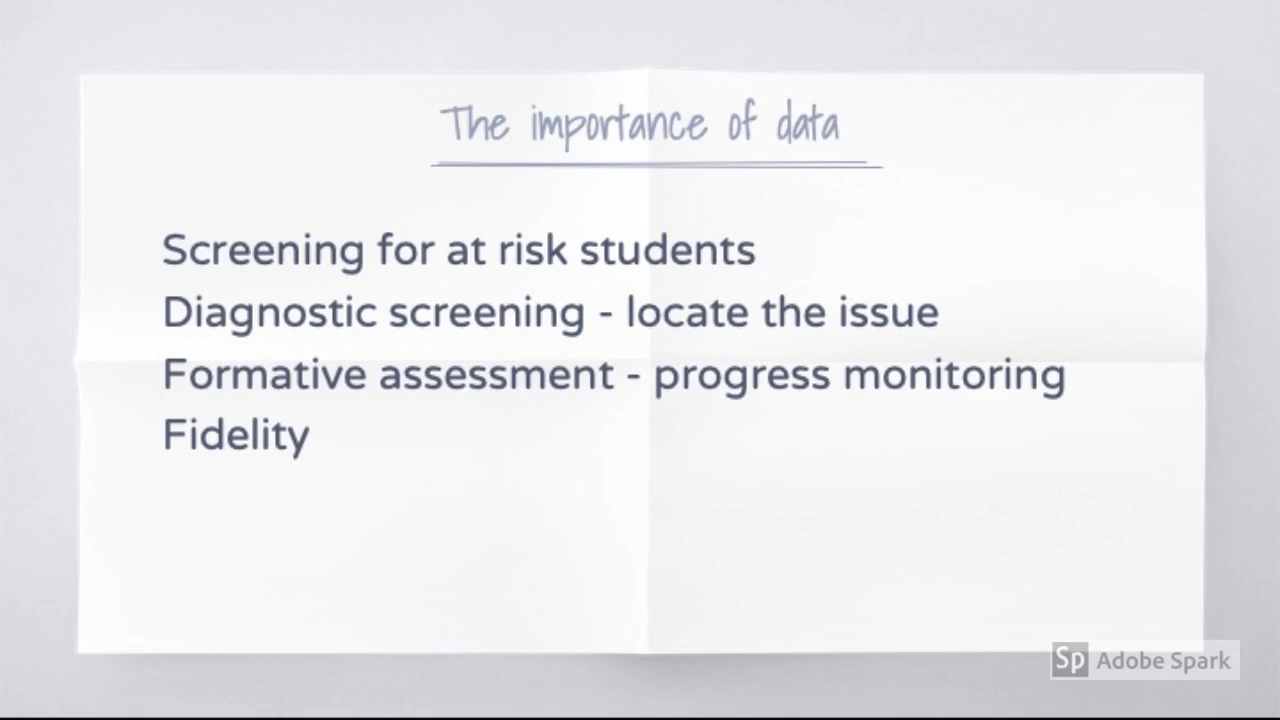 The importance of data
Screening for at risk students
Diagnostic screening - locate the issue
Formative assessment - progress monitoring
Fidelity
Sp Adobe Spark